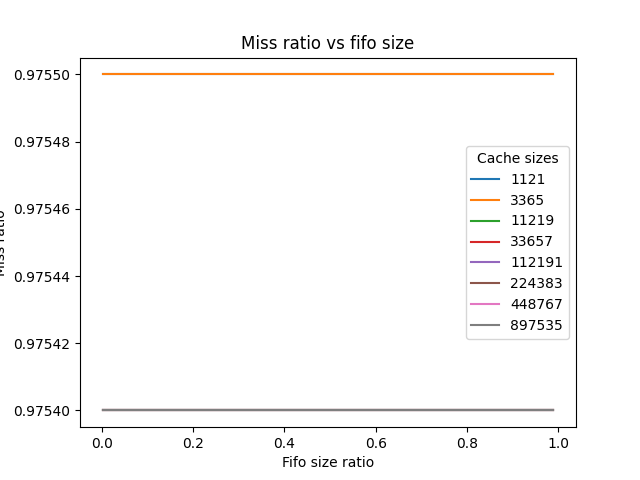 Miss ratio vs fifo size
0.97550
0.97548
0.97546
0.97544
0.97542
0.97540
Miss ratio
Cache sizes
1121
3365
11219
33657
112191
224383
448767
897535
0.0 0.2 0.4 0.6 0.8 1.0
Fifo size ratio